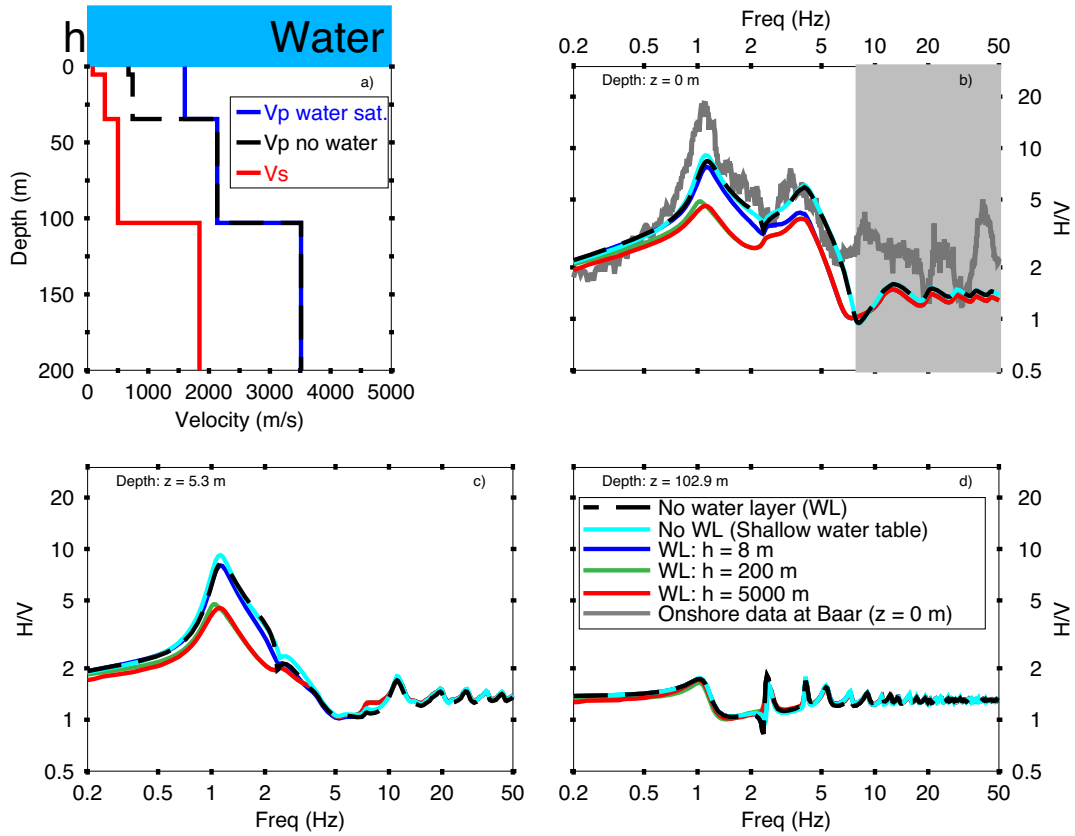 h
Water
a)
0
25
50
75
100
125
150
200
Depth (m)
Vp water sat.
Vp no water
Vs
0 1000 2000 3000 4000 5000
Velocity (m/s)
Freq (Hz)
0.2 0.5 1 2 5 10 20 50
Depth: z = 0 m
b)
20
10
5
2
1
0.5
H/V
Depth: z = 5.3 m
c)
20
10
5
2
1
0.5
H/V
0.2 0.5 1 2 5 10 20 50
Freq (Hz)
Depth: z = 102.9 m
d)
No water layer (WL)
No WL (Shallow water table)
WL: h = 8 m
WL: h = 200 m
WL: h = 5000 m
Onshore data at Baar (z = 0 m)
20
10
5
2
1
0.5
H/V
0.2 0.5 1 2 5 10 20 50
Freq (Hz)